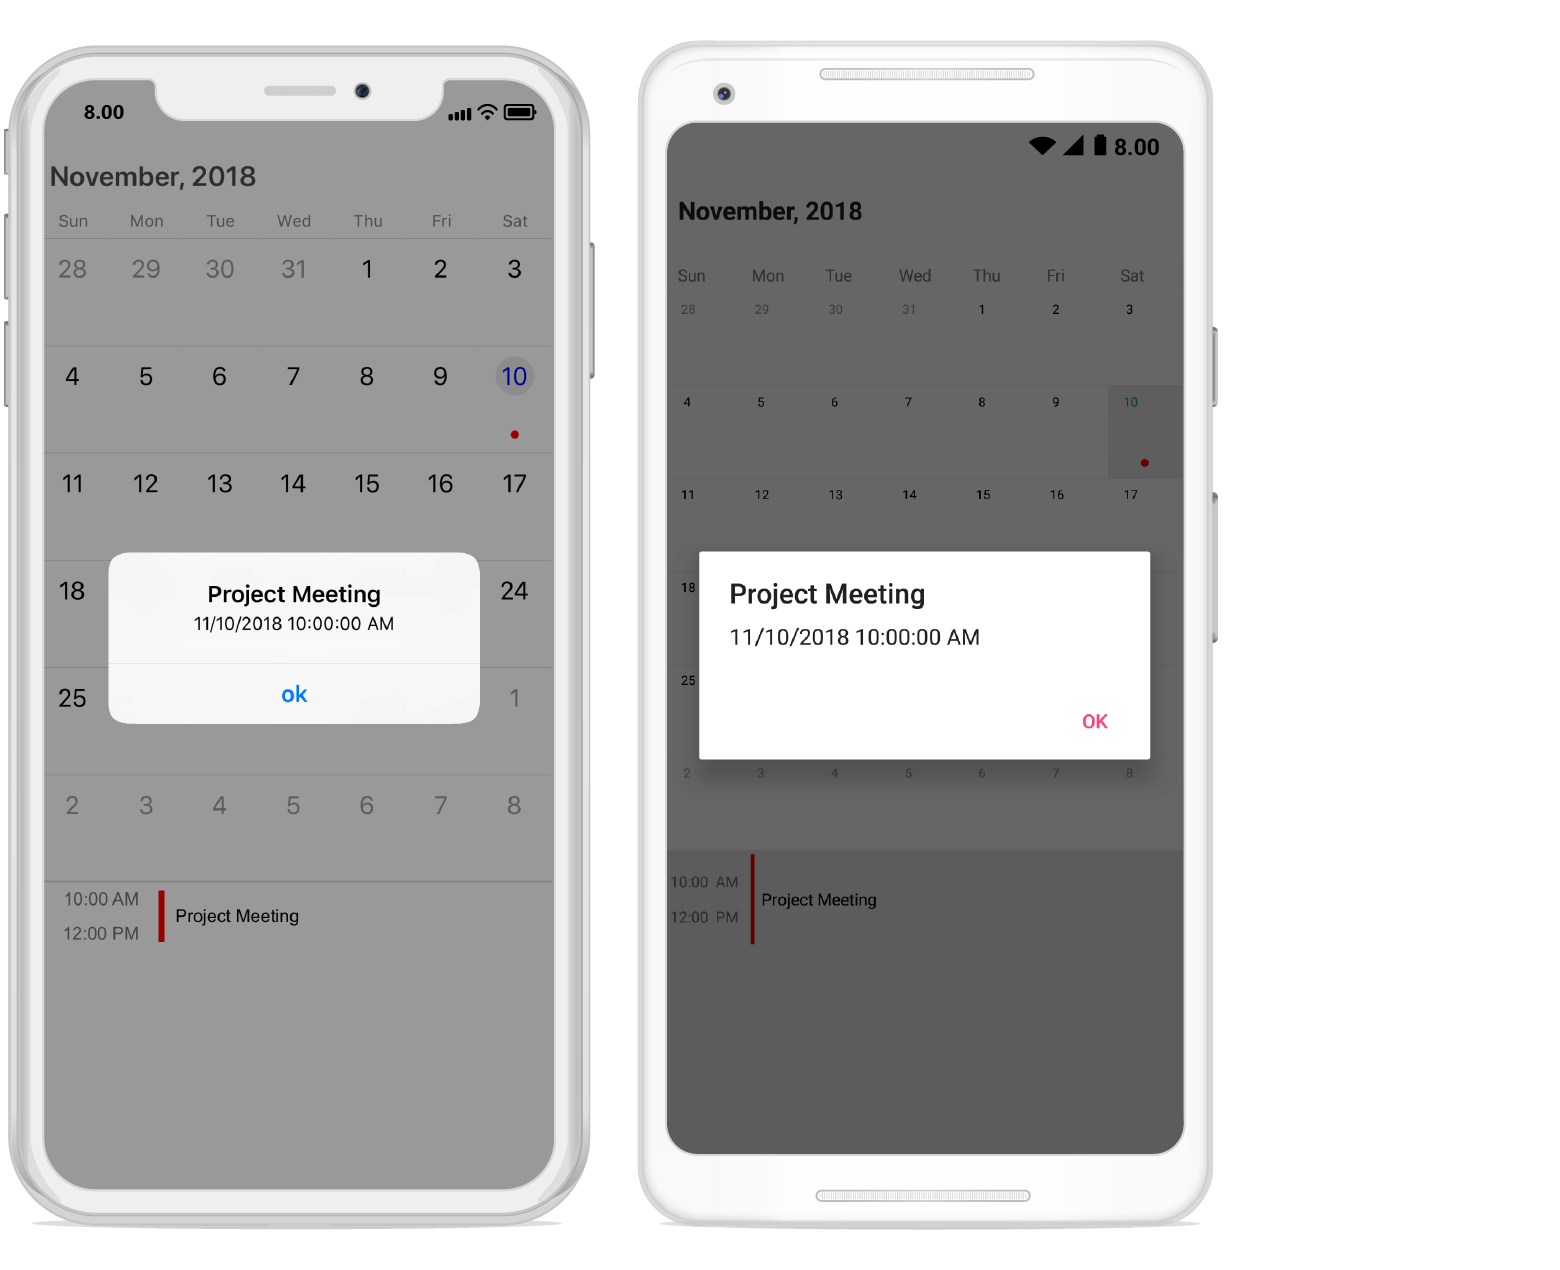 8.00
November, 2018
Sun Mon Tue Wed Thu Fri Sat
28 29 30 31 1 2 3
4 5 6 7 8 9 10
11 12 13 14 15 16 17
18 24
Project Meeting
11/10/2018 10:00:00 AM
25 1
ok
2 3 4 5 6 7 8
10:00 AM
Project Meeting
12:00 PM
8.00
November, 2018
Sun Mon Tue Wed Thu Fri Sat
28 29 30 31 1 2 3
4 5 6 7 8 9 10
11 12 13 14 15 16 17
18
Project Meeting
11/10/2018 10:00:00 AM
25
OK
2 3 4 5 6 7 8
10:00 AM
Project Meeting
12:00 PM